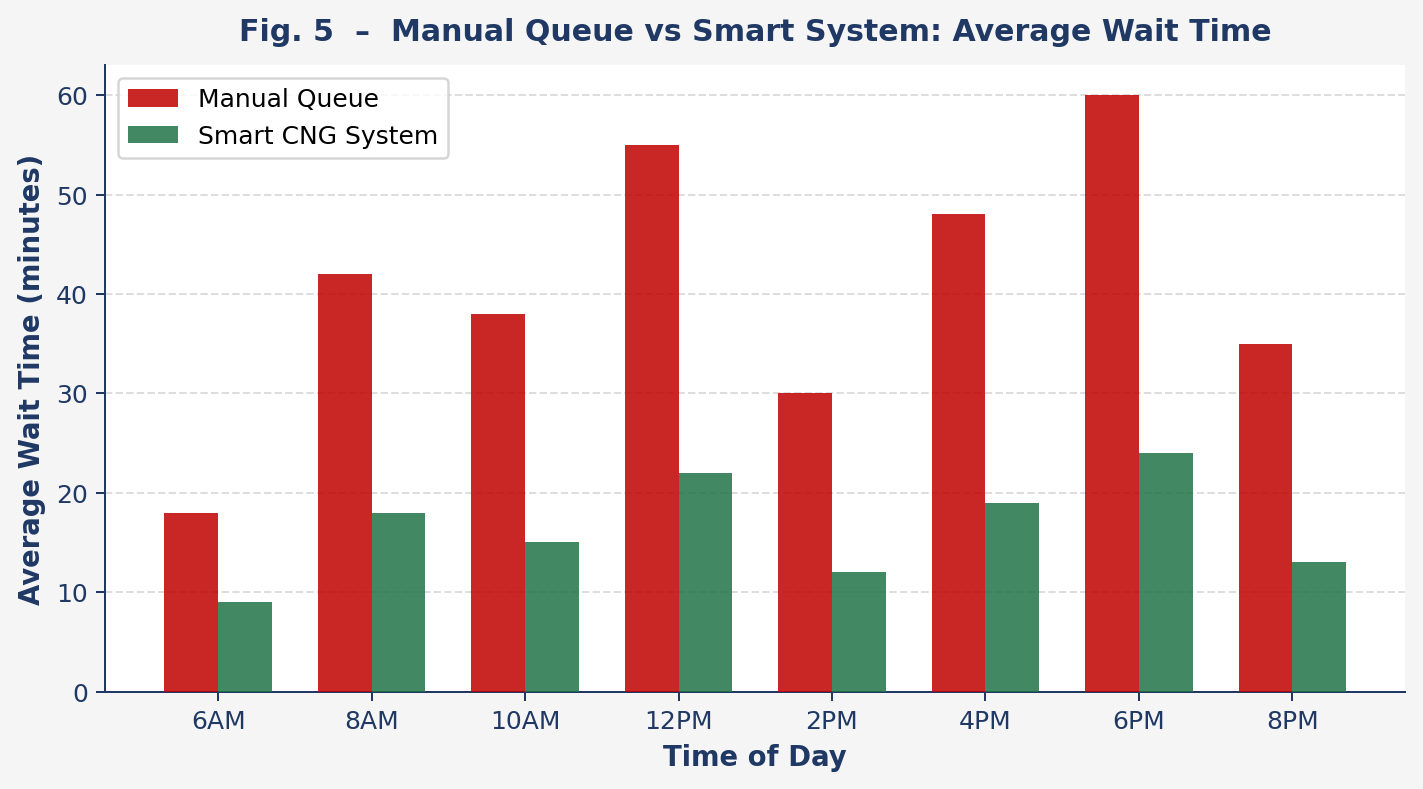 Fig. 5 – Manual Queue vs Smart System: Average Wait Time
Manual Queue
Smart CNG System
Average Wait Time (minutes)
60
50
40
30
20
10
0
6AM 8AM 10AM 12PM 2PM 4PM 6PM 8PM
Time of Day